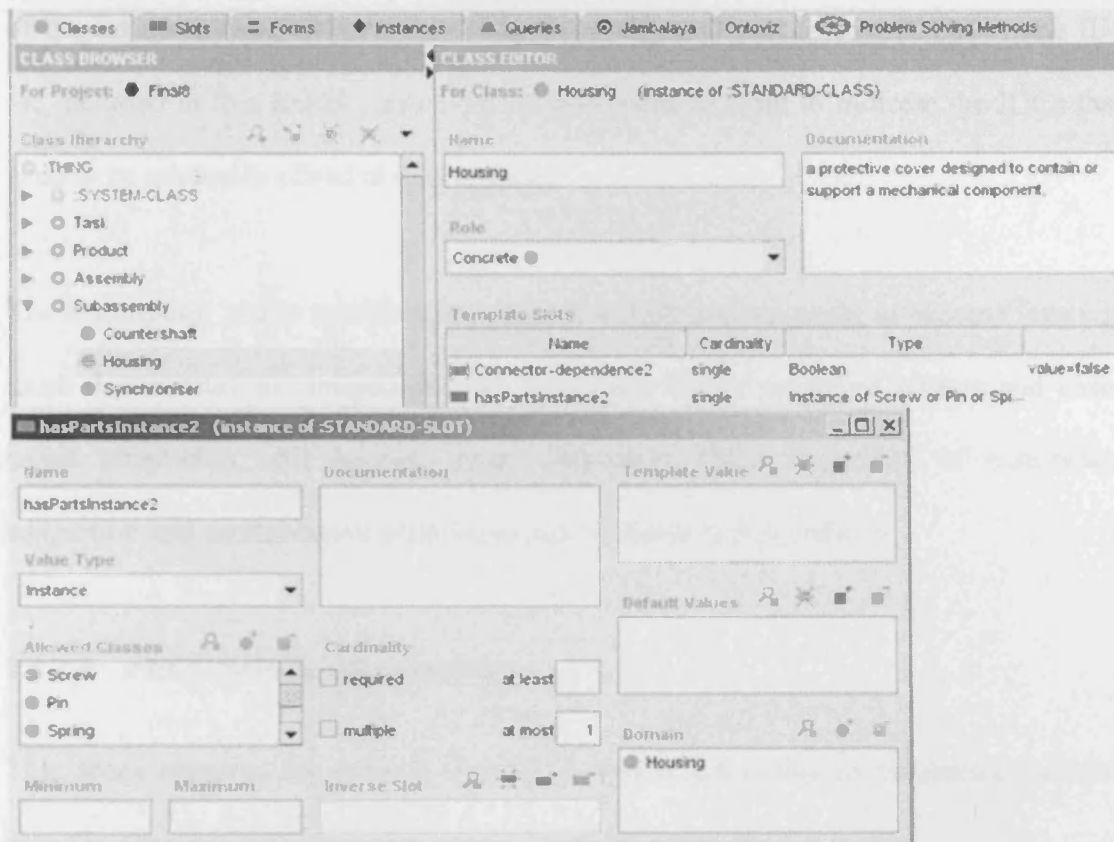 Classes Slots Forms Instances Queries Jambalaya Ontoviz Problem Solving Methods
CLASS BROWSER
For Project: Final8
Class Hierarchy
:THING
:SYSTEM-CLASS
Task
Product
Assembly
Subassembly
Countershaft
Housing
Synchroniser
CLASS EDITOR
For Class: Housing (instance of :STANDARD-CLASS)
Name
Housing
Documentation
a protective cover designed to contain or
support a mechanical component.
Role
Concrete
Template Slots
Name Cardinality Type
Connector-dependence2 single Boolean value=false
hasPartsInstance2 single Instance of Screw or Pin or Spi...
hasPartsInstance2 (instance of :STANDARD-SLOT)
Name
hasPartsInstance2
Documentation
Template Value
Value Type
Instance
Default Values
Allowed Classes
Screw
Pin
Spring
Cardinality
required at least
multiple at most 1
Domain
Housing
Minimum Maximum Inverse Slot